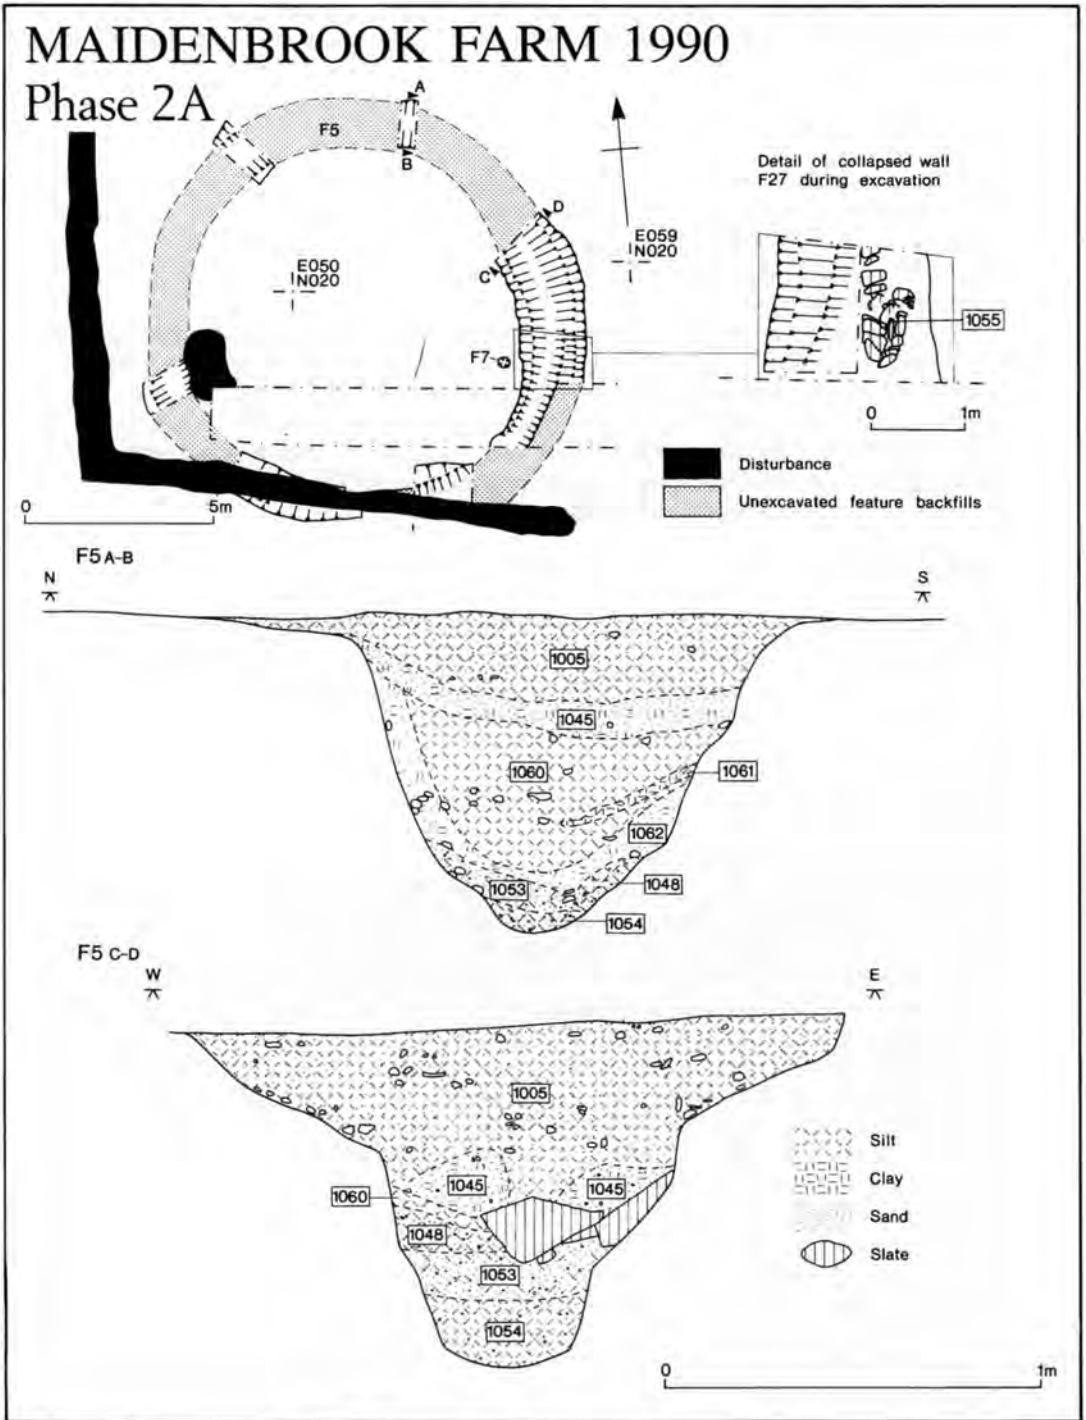 MAIDENBROOK FARM 1990
Phase 2A
A
F5
B
D
C
E050
N020
E059
N020
F7
Detail of collapsed wall
F27 during excavation
1055
0 1m
Disturbance
Unexcavated feature backfills
0 5m
F5 A-B
N S
1005
1045
1060
1061
1062
1053
1048
1054
F5 C-D
W E
1005
1045 1045
1060
1048
1053
1054
Silt
Clay
Sand
Slate
0 1m